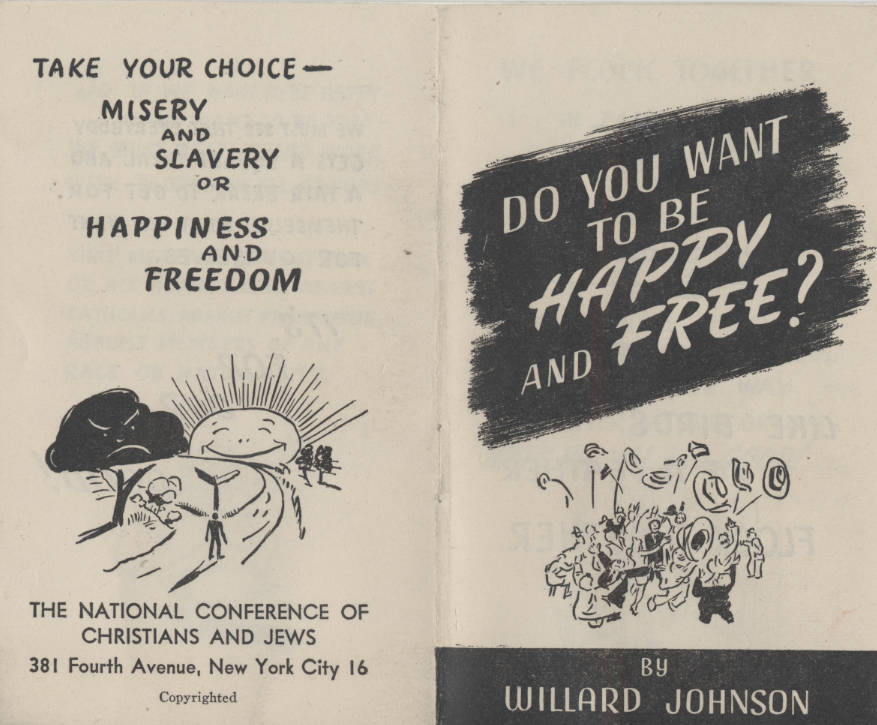 TAKE YOUR CHOICE—
MISERY
AND
SLAVERY
OR
HAPPINESS
AND
FREEDOM
THE NATIONAL CONFERENCE OF
CHRISTIANS AND JEWS
381 Fourth Avenue, New York City 16
Copyrighted
DO YOU WANT
TO BE
HAPPY
AND FREE?
BY
WILLARD JOHNSON